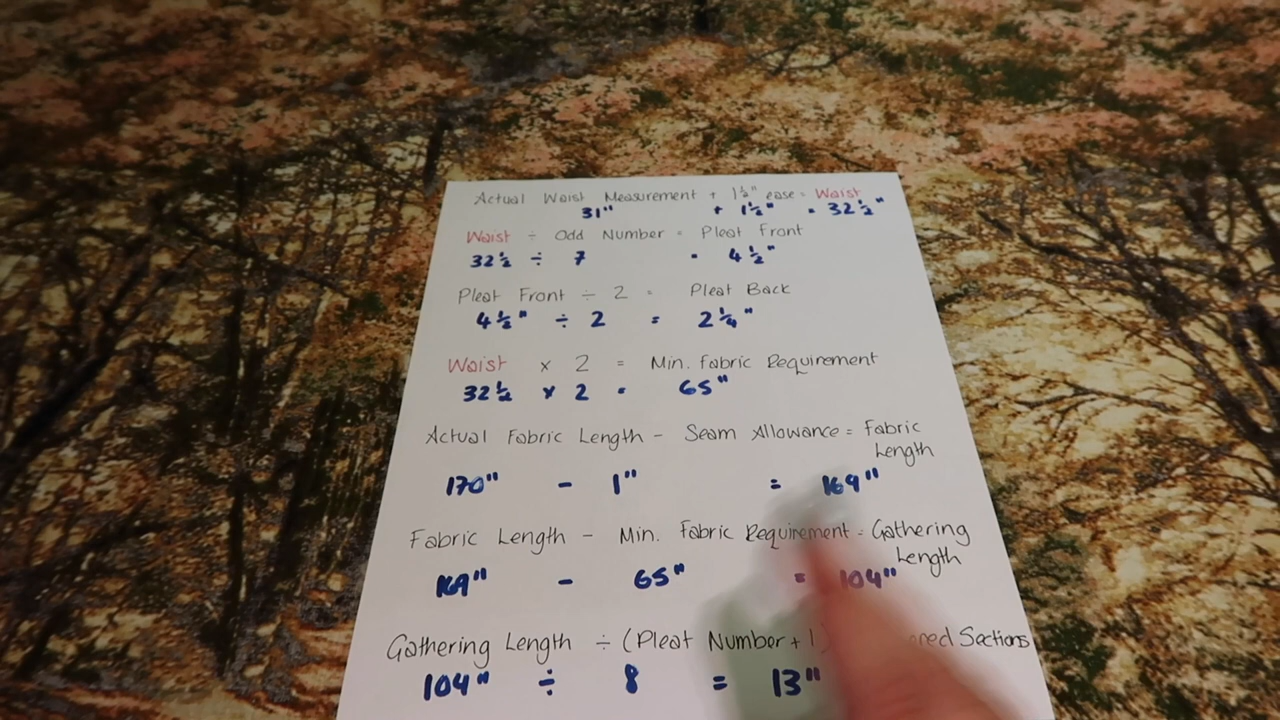 Actual Waist Measurement + 1½" ease = Waist
31" + 1½" = 32½"
Waist ÷ Odd Number = Pleat Front
32½ ÷ 7 = 4½"
Pleat Front ÷ 2 = Pleat Back
4½" ÷ 2 = 2¼"
Waist x 2 = Min. Fabric Requirement
32½ x 2 = 65"
Actual Fabric Length - Seam Allowance = Fabric
Length
170" - 1" = 169"
Fabric Length - Min. Fabric Requirement = Gathering
Length
169" - 65" = 104"
Gathering Length ÷ (Pleat Number + 1) Sections
104" ÷ 8 = 13"